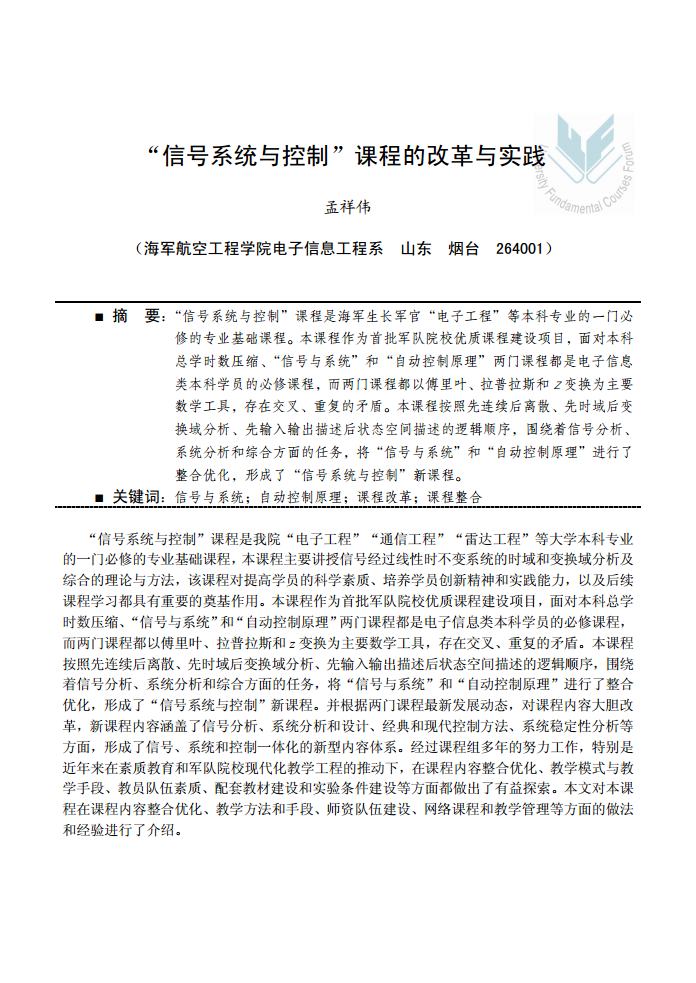 “信号系统与控制”课程的改革与实践
ersity Fundamental Courses Forum
孟祥伟
（海军航空工程学院电子信息工程系 山东 烟台 264001）
■ 摘 要：“信号系统与控制”课程是海军生长军官“电子工程”等本科专业的一门必
修的专业基础课程。本课程作为首批军队院校优质课程建设项目，面对本科
总学时数压缩、“信号与系统”和“自动控制原理”两门课程都是电子信息
类本科学员的必修课程，而两门课程都以傅里叶、拉普拉斯和 z 变换为主要
数学工具，存在交叉、重复的矛盾。本课程按照先连续后离散、先时域后变
换域分析、先输入输出描述后状态空间描述的逻辑顺序，围绕着信号分析、
系统分析和综合方面的任务，将“信号与系统”和“自动控制原理”进行了
整合优化，形成了“信号系统与控制”新课程。
■ 关键词：信号与系统；自动控制原理；课程改革；课程整合
“信号系统与控制”课程是我院“电子工程”“通信工程”“雷达工程”等大学本科专业
的一门必修的专业基础课程，本课程主要讲授信号经过线性时不变系统的时域和变换域分析及
综合的理论与方法，该课程对提高学员的科学素质、培养学员创新精神和实践能力，以及后续
课程学习都具有重要的奠基作用。本课程作为首批军队院校优质课程建设项目，面对本科总学
时数压缩、“信号与系统”和“自动控制原理”两门课程都是电子信息类本科学员的必修课程，
而两门课程都以傅里叶、拉普拉斯和 z 变换为主要数学工具，存在交叉、重复的矛盾。本课程
按照先连续后离散、先时域后变换域分析、先输入输出描述后状态空间描述的逻辑顺序，围绕
着信号分析、系统分析和综合方面的任务，将“信号与系统”和“自动控制原理”进行了整合
优化，形成了“信号系统与控制”新课程。并根据两门课程最新发展动态，对课程内容大胆改
革，新课程内容涵盖了信号分析、系统分析和设计、经典和现代控制方法、系统稳定性分析等
方面，形成了信号、系统和控制一体化的新型内容体系。经过课程组多年的努力工作，特别是
近年来在素质教育和军队院校现代化教学工程的推动下，在课程内容整合优化、教学模式与教
学手段、教员队伍素质、配套教材建设和实验条件建设等方面都做出了有益探索。本文对本课
程在课程内容整合优化、教学方法和手段、师资队伍建设、网络课程和教学管理等方面的做法
和经验进行了介绍。